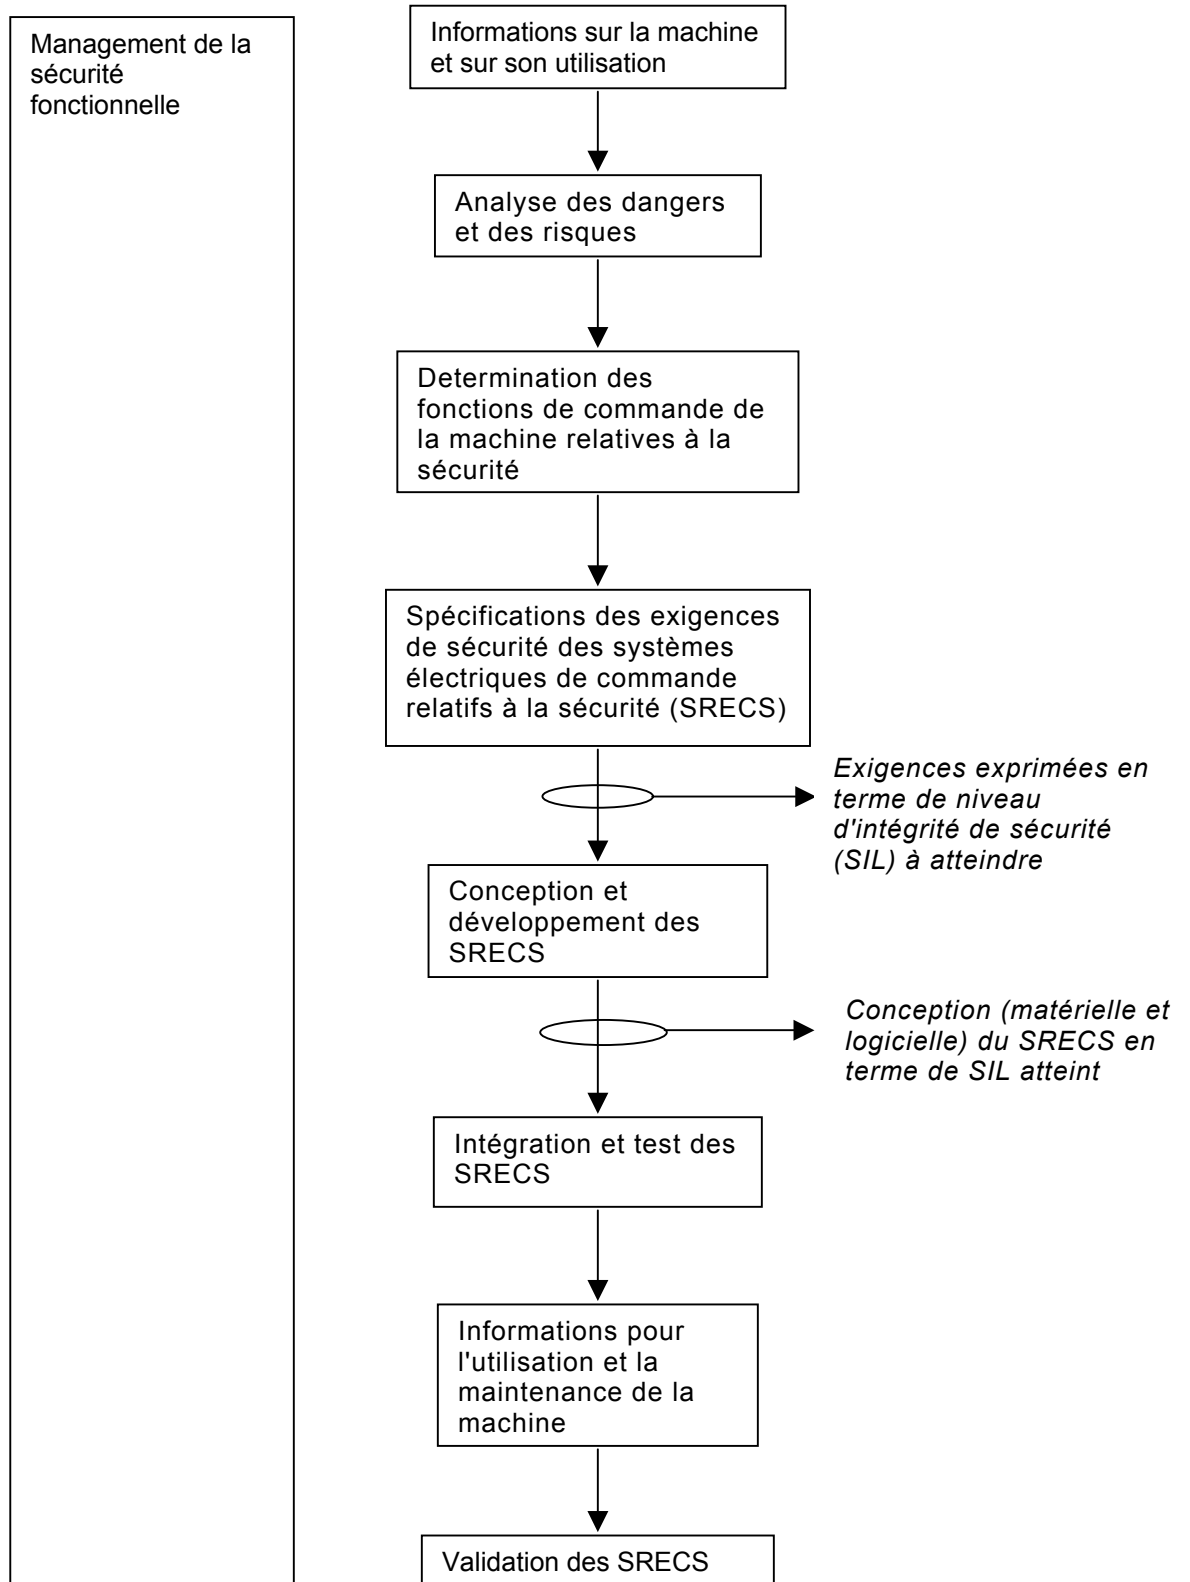 Management de la
sécurité
fonctionnelle
Informations sur la machine
et sur son utilisation
Analyse des dangers
et des risques
Determination des
fonctions de commande de
la machine relatives à la
sécurité
Spécifications des exigences
de sécurité des systèmes
électriques de commande
relatifs à la sécurité (SRECS)
Exigences exprimées en
terme de niveau
d'intégrité de sécurité
(SIL) à atteindre
Conception et
développement des
SRECS
Conception (matérielle et
logicielle) du SRECS en
terme de SIL atteint
Intégration et test des
SRECS
Informations pour
l'utilisation et la
maintenance de la
machine
Validation des SRECS